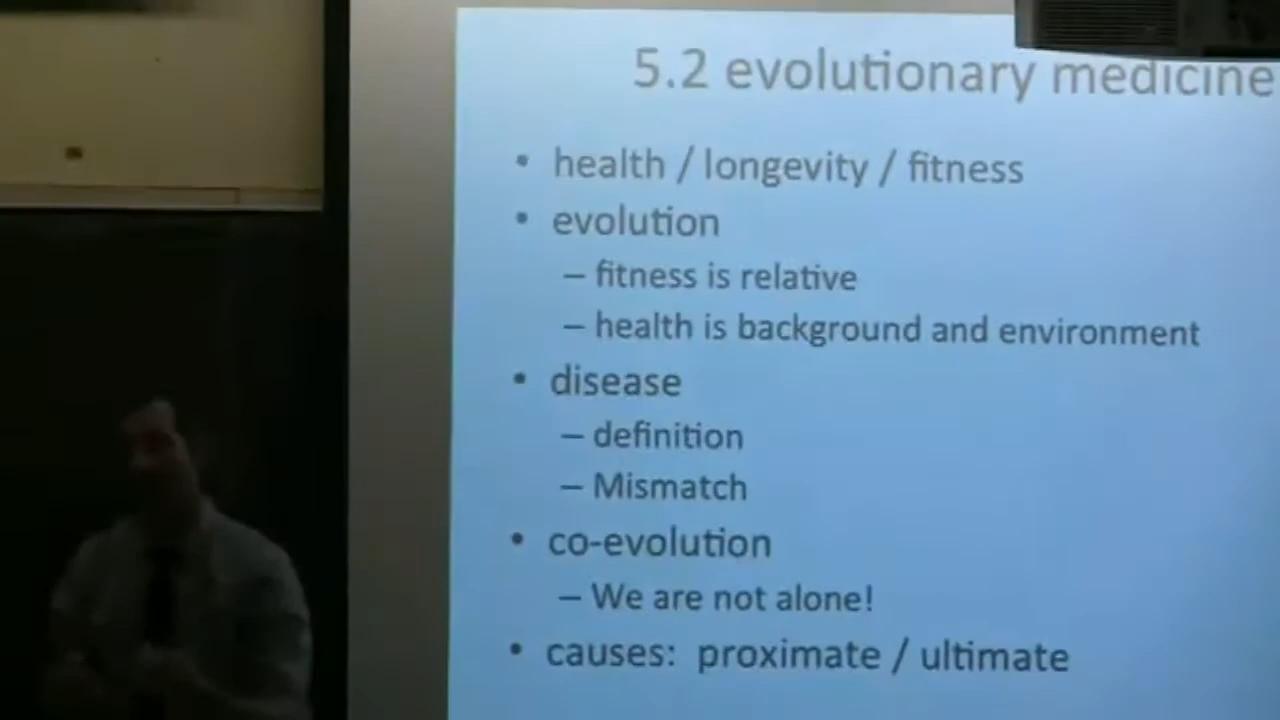 5.2 evolutionary medicine
• health / longevity / fitness
• evolution
– fitness is relative
– health is background and environment
• disease
– definition
– Mismatch
• co-evolution
– We are not alone!
• causes: proximate / ultimate